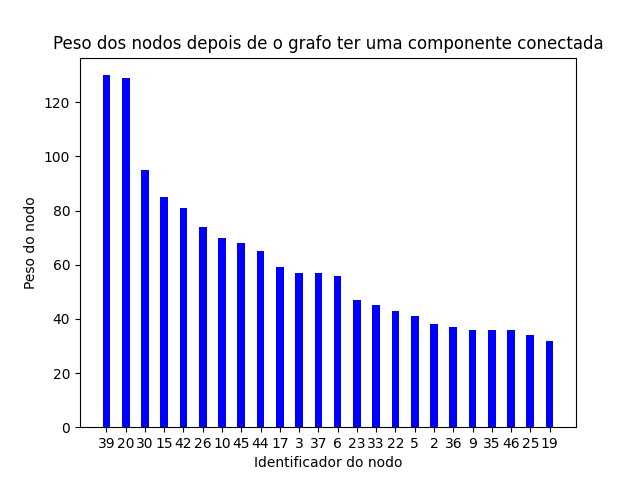 Peso dos nodos depois de o grafo ter uma componente conectada
120
100
80
60
40
20
0
Peso do nodo
39 20 30 15 42 26 10 45 44 17 3 37 6 23 33 22 5 2 36 9 35 46 25 19
Identificador do nodo